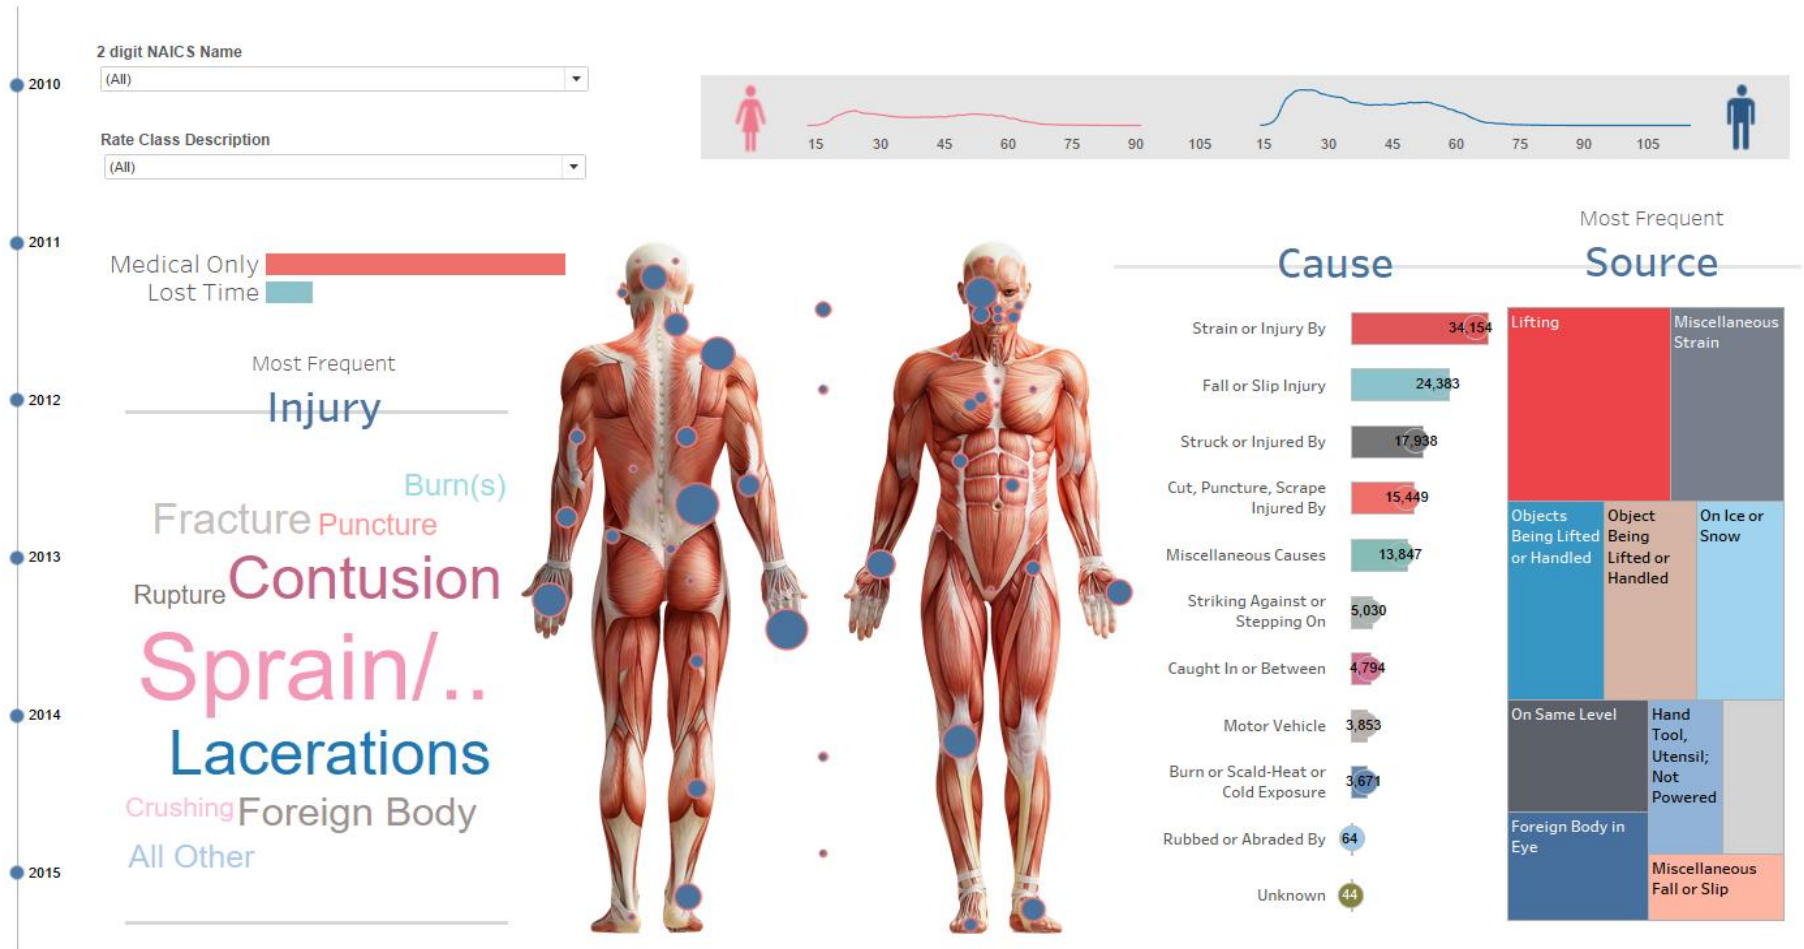 2 digit NAICS Name
(All)
Rate Class Description
(All)
2010
2011
2012
2013
2014
2015
15 30 45 60 75 90 105 15 30 45 60 75 90 105
Medical Only
Lost Time
Most Frequent
Injury
Burn(s)
Fracture Puncture
Rupture Contusion
Sprain/..
Lacerations
Crushing Foreign Body
All Other
Cause
Strain or Injury By 34,154
Fall or Slip Injury 24,383
Struck or Injured By 17,938
Cut, Puncture, Scrape
Injured By 15,449
Miscellaneous Causes 13,847
Striking Against or
Stepping On 5,030
Caught In or Between 4,794
Motor Vehicle 3,853
Burn or Scald-Heat or
Cold Exposure 3,671
Rubbed or Abraded By 64
Unknown 44
Most Frequent
Source
Lifting
Miscellaneous
Strain
Objects
Being Lifted
or Handled
Object
Being
Lifted or
Handled
On Ice or
Snow
On Same Level
Hand
Tool,
Utensil;
Not
Powered
Foreign Body in
Eye
Miscellaneous
Fall or Slip